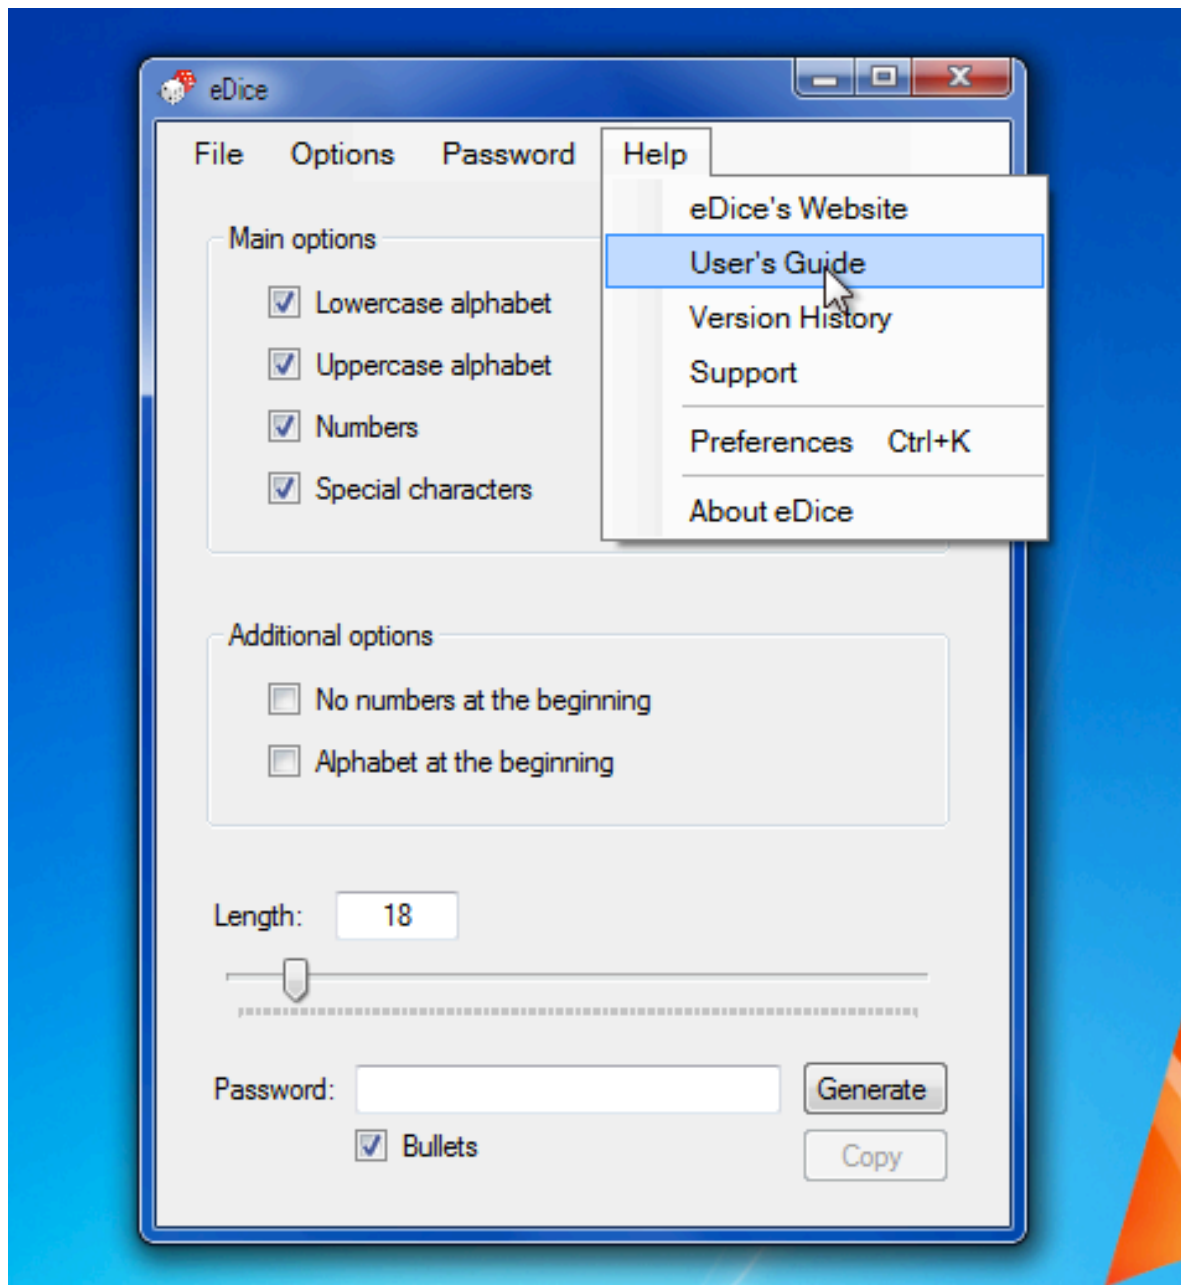 eDice
File Options Password Help
eDice's Website
User's Guide
Version History
Support
Preferences Ctrl+K
About eDice
Main options
Lowercase alphabet
Uppercase alphabet
Numbers
Special characters
Additional options
No numbers at the beginning
Alphabet at the beginning
Length: 18
Password: Generate
Bullets Copy